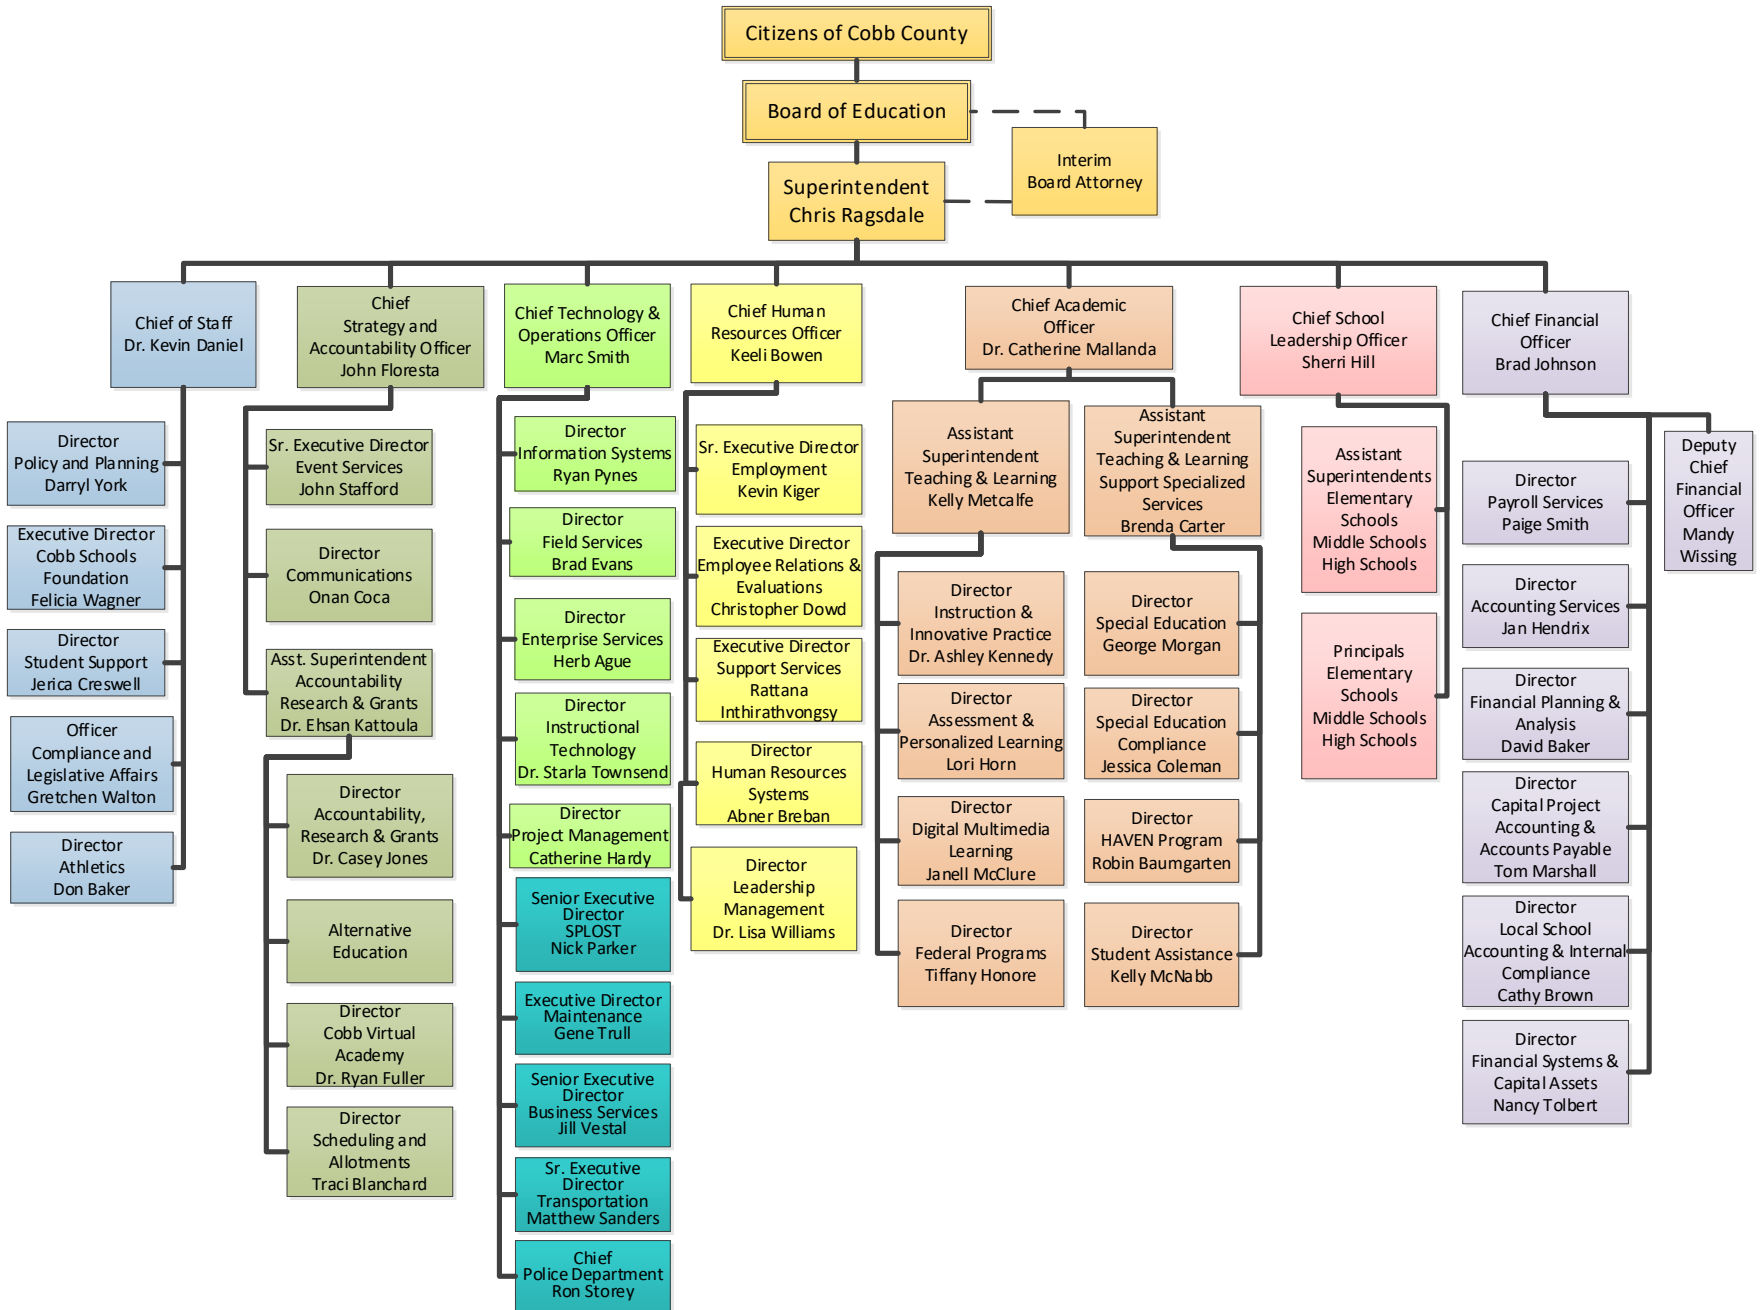 Citizens of Cobb County
Board of Education
Interim
Board Attorney
Superintendent
Chris Ragsdale
Chief of Staff
Dr. Kevin Daniel
Director
Policy and Planning
Darryl York
Executive Director
Cobb Schools
Foundation
Felicia Wagner
Director
Student Support
Jerica Creswell
Officer
Compliance and
Legislative Affairs
Gretchen Walton
Director
Athletics
Don Baker
Chief
Strategy and
Accountability Officer
John Floresta
Sr. Executive Director
Event Services
John Stafford
Director
Communications
Onan Coca
Asst. Superintendent
Accountability
Research & Grants
Dr. Ehsan Kattoula
Director
Accountability,
Research & Grants
Dr. Casey Jones
Alternative
Education
Director
Cobb Virtual
Academy
Dr. Ryan Fuller
Director
Scheduling and
Allotments
Traci Blanchard
Chief Technology &
Operations Officer
Marc Smith
Director
Information Systems
Ryan Pynes
Director
Field Services
Brad Evans
Director
Enterprise Services
Herb Ague
Director
Instructional
Technology
Dr. Starla Townsend
Director
Project Management
Catherine Hardy
Senior Executive
Director
SPLOST
Nick Parker
Executive Director
Maintenance
Gene Trull
Senior Executive
Director
Business Services
Jill Vestal
Sr. Executive
Director
Transportation
Matthew Sanders
Chief
Police Department
Ron Storey
Chief Human
Resources Officer
Keeli Bowen
Sr. Executive Director
Employment
Kevin Kiger
Executive Director
Employee Relations &
Evaluations
Christopher Dowd
Executive Director
Support Services
Rattana
Inthirathvongsy
Director
Human Resources
Systems
Abner Breban
Director
Leadership
Management
Dr. Lisa Williams
Chief Academic
Officer
Dr. Catherine Mallanda
Assistant
Superintendent
Teaching & Learning
Kelly Metcalfe
Director
Instruction &
Innovative Practice
Dr. Ashley Kennedy
Director
Assessment &
Personalized Learning
Lori Horn
Director
Digital Multimedia
Learning
Janell McClure
Director
Federal Programs
Tiffany Honore
Assistant
Superintendent
Teaching & Learning
Support Specialized
Services
Brenda Carter
Director
Special Education
George Morgan
Director
Special Education
Compliance
Jessica Coleman
Director
HAVEN Program
Robin Baumgarten
Director
Student Assistance
Kelly McNabb
Chief School
Leadership Officer
Sherri Hill
Assistant
Superintendents
Elementary
Schools
Middle Schools
High Schools
Principals
Elementary
Schools
Middle Schools
High Schools
Chief Financial
Officer
Brad Johnson
Deputy
Chief
Financial
Officer
Mandy
Wissing
Director
Payroll Services
Paige Smith
Director
Accounting Services
Jan Hendrix
Director
Financial Planning &
Analysis
David Baker
Director
Capital Project
Accounting &
Accounts Payable
Tom Marshall
Director
Local School
Accounting & Internal
Compliance
Cathy Brown
Director
Financial Systems &
Capital Assets
Nancy Tolbert